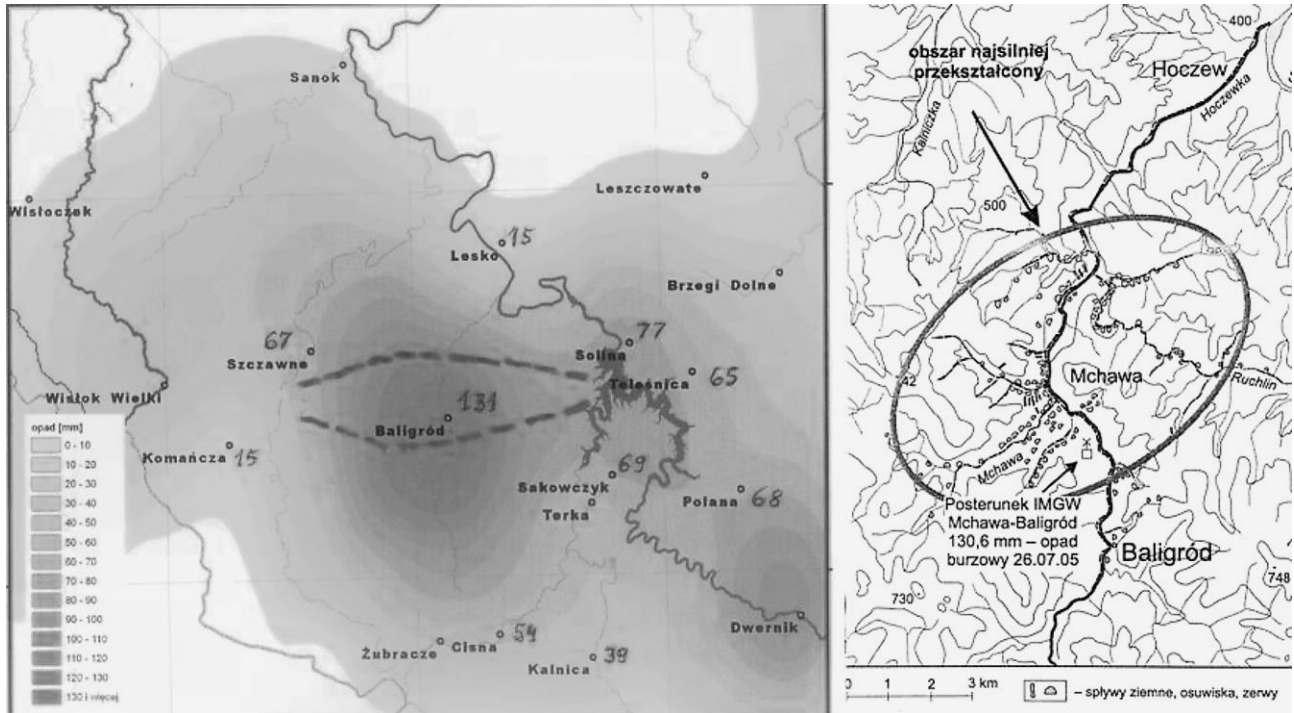 Sanok
Wisłoczek
Leszczowate
15
Lesko
Brzegi Dolne
67
Szczawne
77
Solina
65
Teleśnica
Wisłok Wielki
131
Baligród
opad [mm]
0 - 10
10 - 20
20 - 30
30 - 40
40 - 50
50 - 60
60 - 70
70 - 80
80 - 90
90 - 100
100 - 110
110 - 120
120 - 130
130 i więcej
Komańcza
15
69
Sakowczyk
Terka
Polana
68
Dwernik
Żubracze
Cisna
54
Kalnica
39
400
obszar najsilniej
przekształcony
Hoczew
Hoczewka
Kalniczka
500
42
Mchawa
Ruchlin
Mchawa
Posterunek IMGW
Mchawa-Baligród
130,6 mm – opad
burzowy 26.07.05
Baligród
748
730
0 1 2 3 km
– spływy ziemne, osuwiska, zerwy